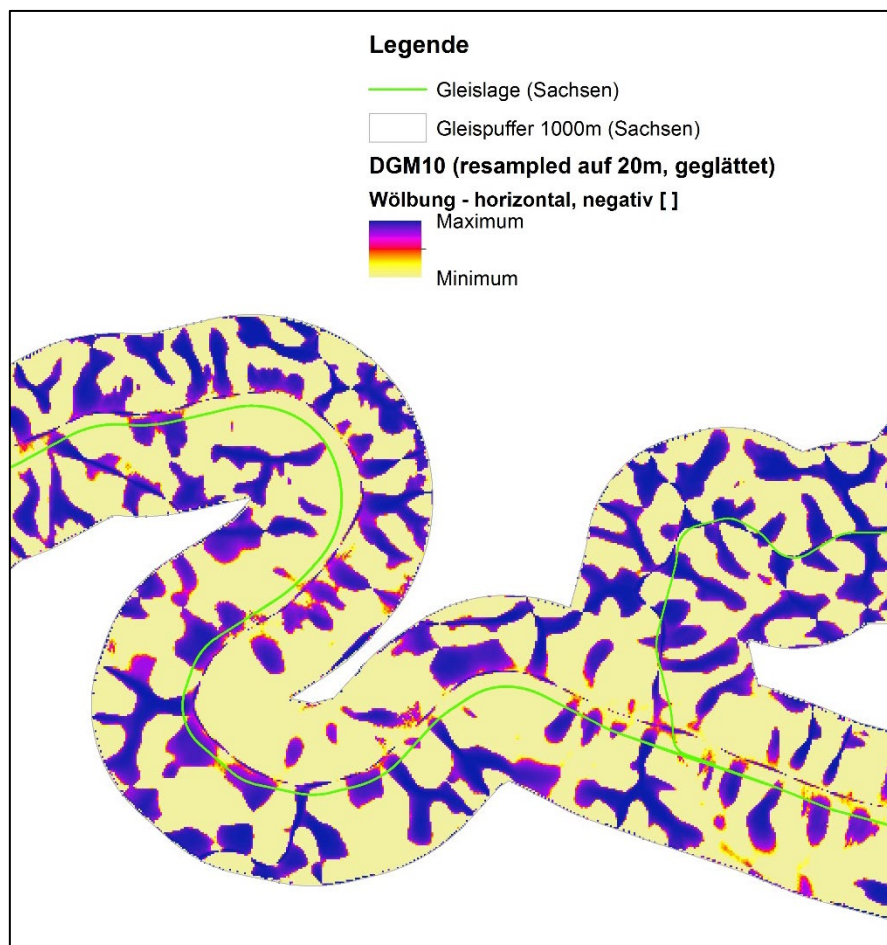 Legende
Gleislage (Sachsen)
Gleispuffer 1000m (Sachsen)
DGM10 (resampled auf 20m, geglättet)
Wölbung - horizontal, negativ [ ]
Maximum
Minimum